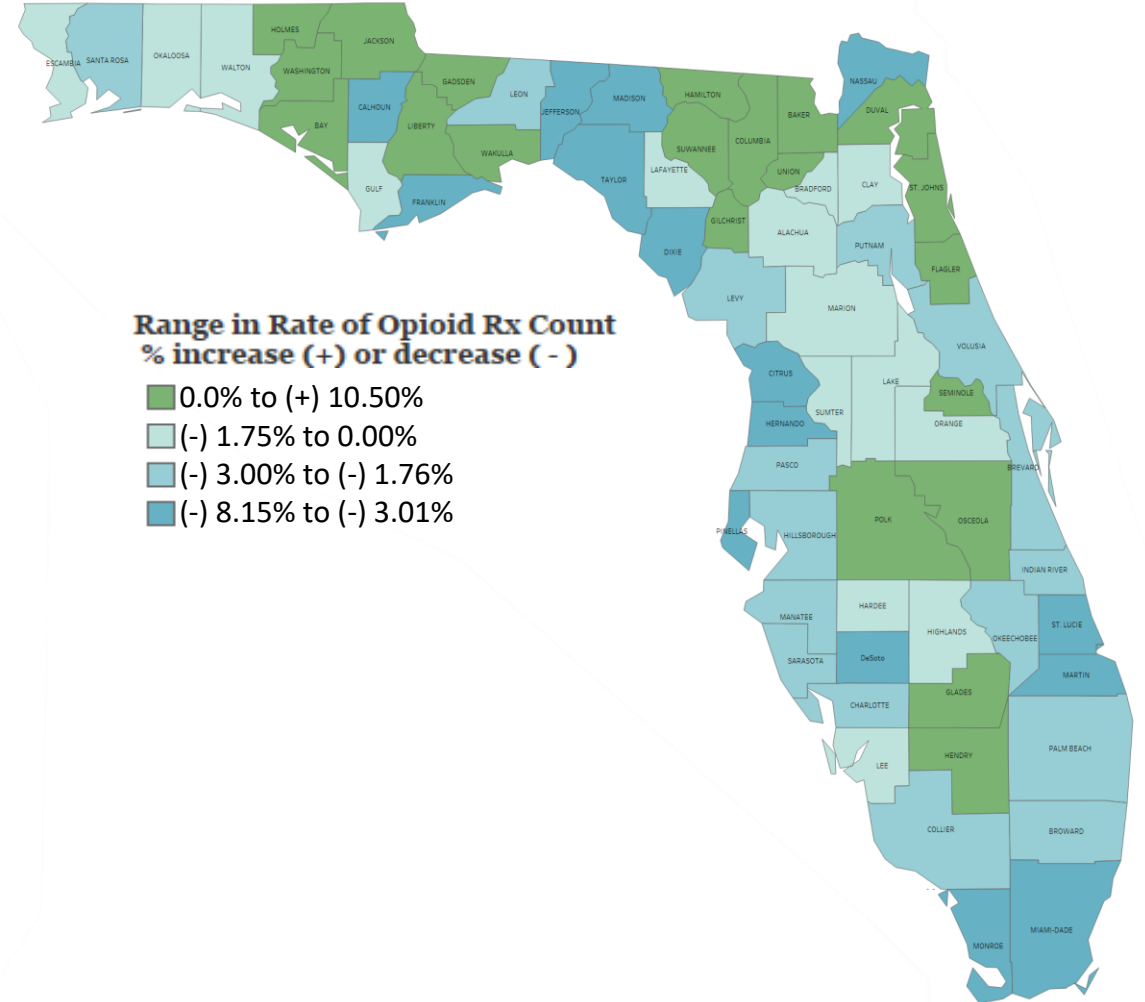 HOLMES
JACKSON
ESCAMBIA
SANTA ROSA
OKALOOSA
WALTON
WASHINGTON
GADSDEN
LEON
CALHOUN
LIBERTY
BAY
WAKULLA
JEFFERSON
MADISON
HAMILTON
NASSAU
DUVAL
BAKER
COLUMBIA
SUWANNEE
TAYLOR
LAFAYETTE
UNION
BRADFORD
CLAY
ST. JOHNS
GULF
FRANKLIN
GILCHRIST
ALACHUA
PUTNAM
DIXIE
FLAGLER
LEVY
MARION
VOLUSIA
Range in Rate of Opioid Rx Count
% increase (+) or decrease ( - )
0.0% to (+) 10.50%
(-) 1.75% to 0.00%
(-) 3.00% to (-) 1.76%
(-) 8.15% to (-) 3.01%
CITRUS
LAKE
SEMINOLE
SUMTER
HERNANDO
ORANGE
PASCO
BREVARD
POLK
OSCEOLA
PINELLAS
HILLSBOROUGH
INDIAN RIVER
HARDEE
MANATEE
HIGHLANDS
OKEECHOBEE
ST. LUCIE
SARASOTA
DeSoto
MARTIN
GLADES
CHARLOTTE
PALM BEACH
HENDRY
LEE
COLLIER
BROWARD
MIAMI-DADE
MONROE